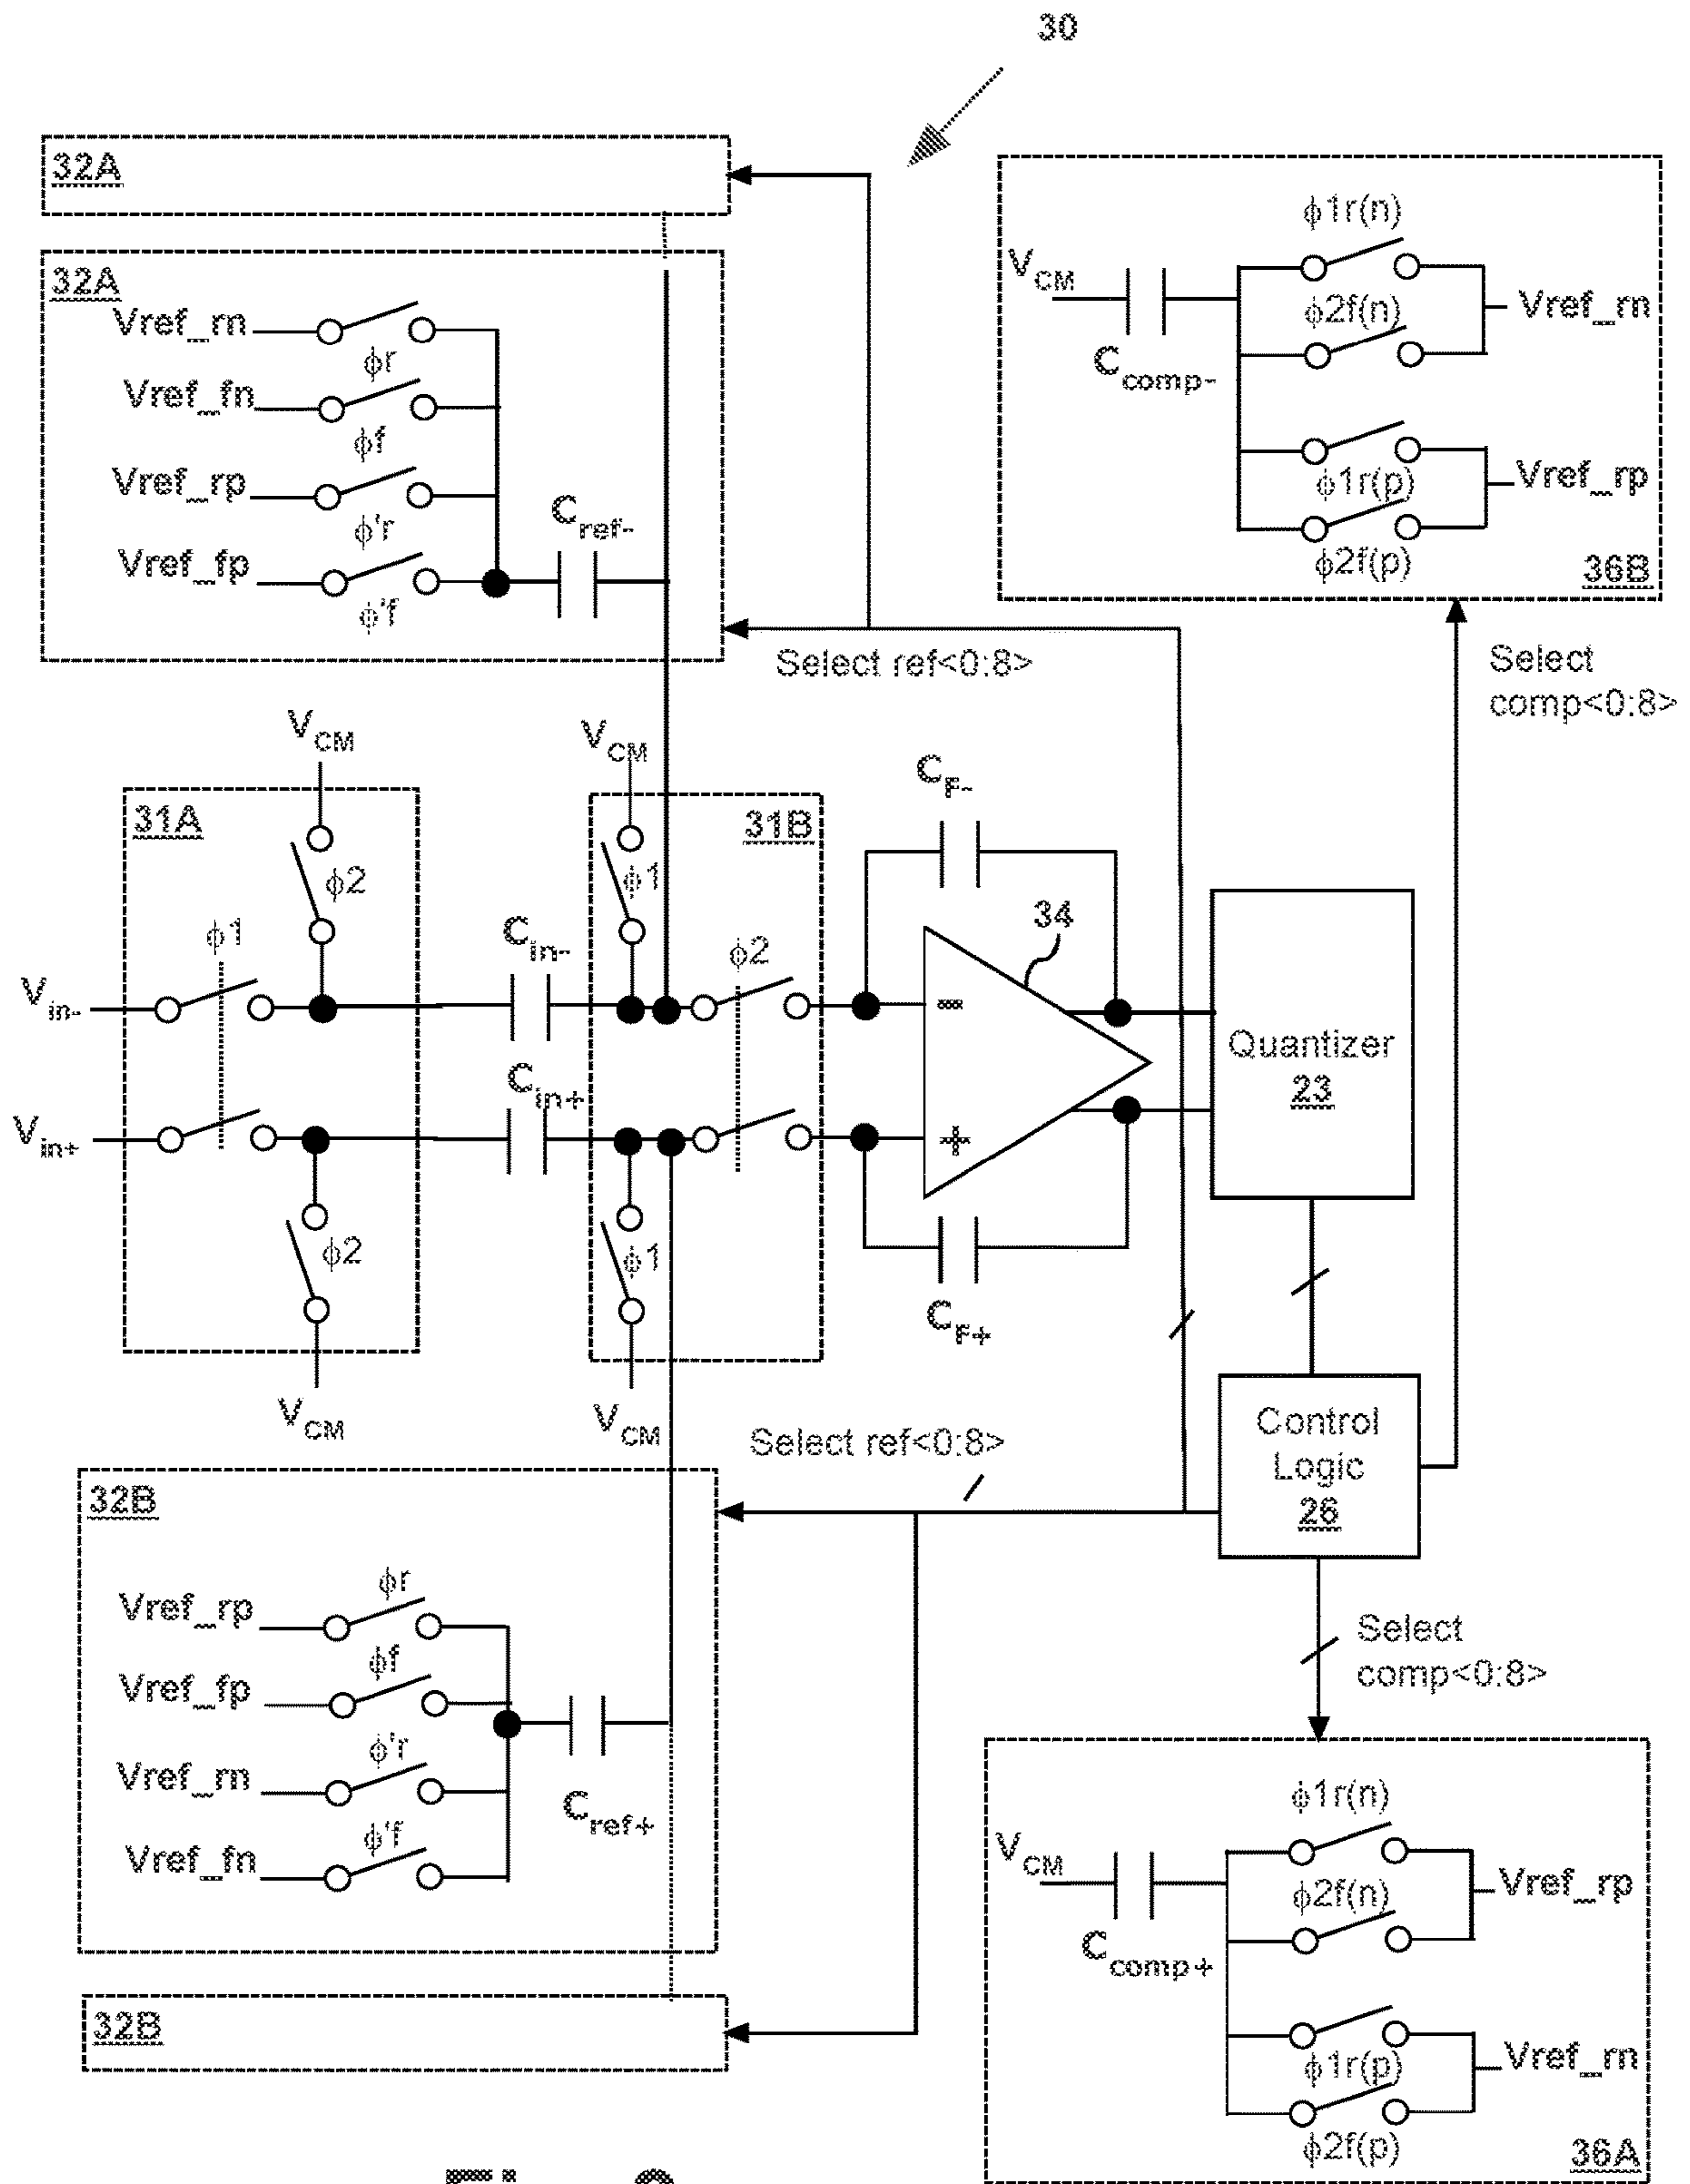 30
32A
32A
Vref_rn
ϕr
Vref_fn
ϕf
Vref_rp
ϕ'r
Vref_fp
ϕ'f
Cref-
VCM
Ccomp-
ϕ1r(n)
ϕ2f(n)
Vref_rn
ϕ1r(p)
ϕ2f(p)
Vref_rp
36B
Select ref<0:8>
Select
comp<0:8>
VCM
VCM
31A
31B
ϕ2
ϕ1
ϕ1
Cin-
ϕ2
Vin-
Cin+
Vin+
ϕ2
ϕ1
VCM
VCM
CF-
34
-
+
CF+
Quantizer
23
Control
Logic
26
Select ref<0:8>
Select
comp<0:8>
32B
Vref_rp
ϕr
Vref_fp
ϕf
Vref_rn
ϕ'r
Vref_fn
ϕ'f
Cref+
32B
VCM
Ccomp+
ϕ1r(n)
ϕ2f(n)
Vref_rp
ϕ1r(p)
ϕ2f(p)
Vref_rn
36A